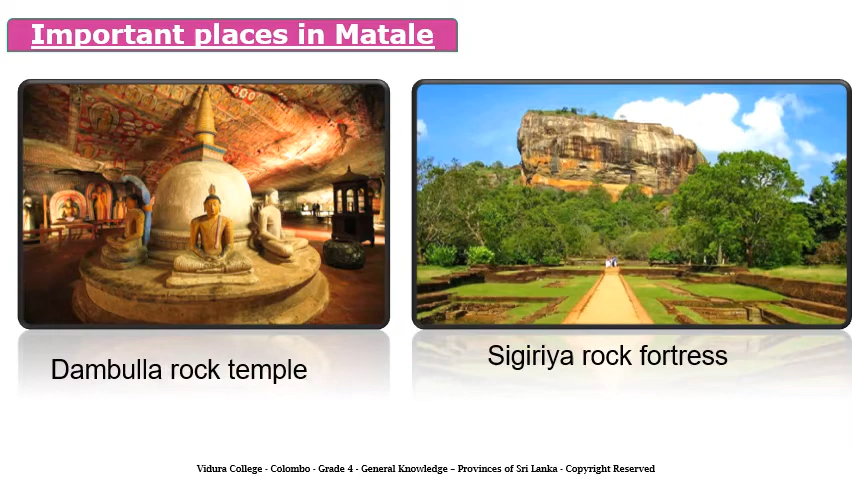 Important places in Matale
Dambulla rock temple
Sigiriya rock fortress
Vidura College - Colombo - Grade 4 - General Knowledge – Provinces of Sri Lanka - Copyright Reserved